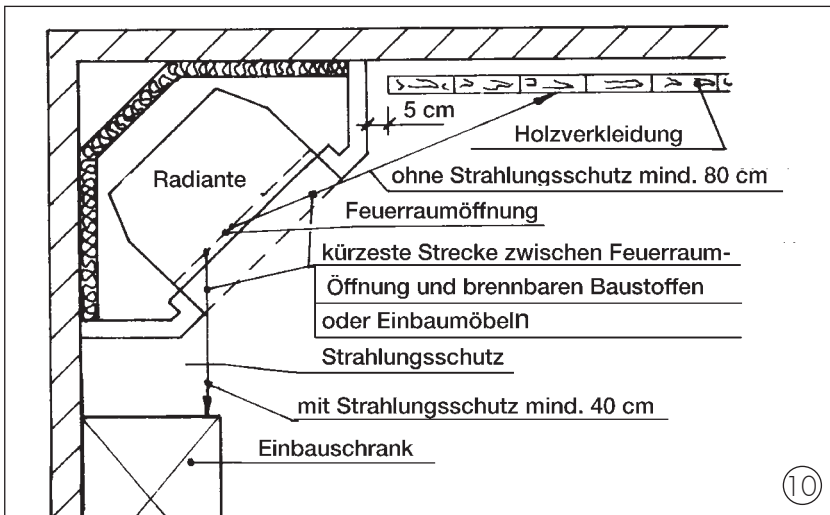 5 cm
Holzverkleidung
Radiante
ohne Strahlungsschutz mind. 80 cm
Feuerraumöffnung
kürzeste Strecke zwischen Feuerraum-
Öffnung und brennbaren Baustoffen
oder Einbaumöbeln
Strahlungsschutz
mit Strahlungsschutz mind. 40 cm
Einbauschrank
10